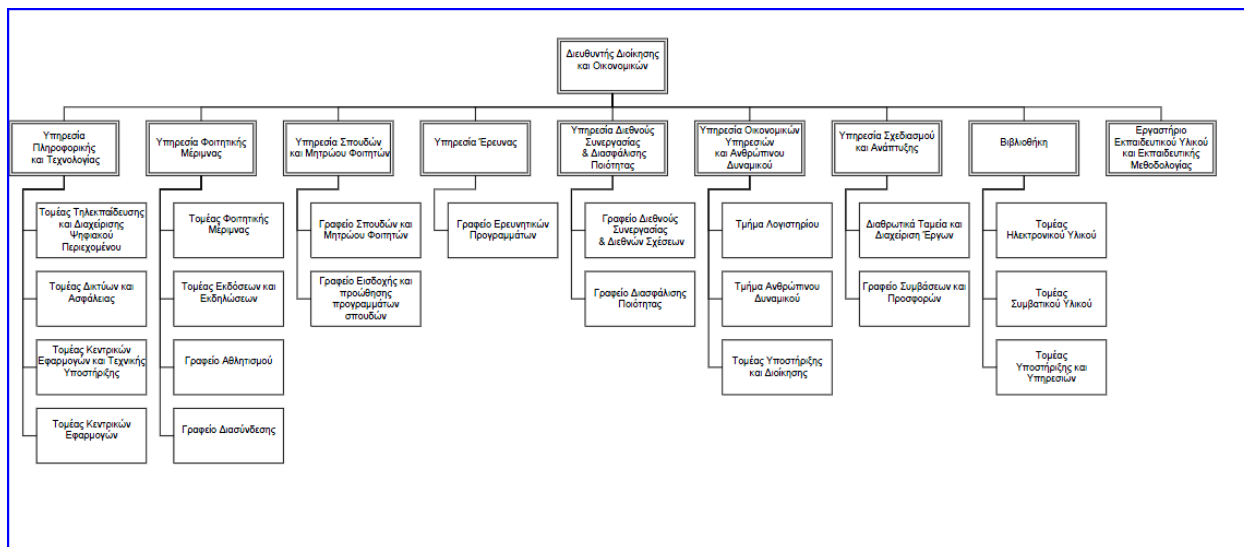 Διευθυντής Διοίκησης
και Οικονομικών
Υπηρεσία
Πληροφορικής
και Τεχνολογίας
Υπηρεσία Φοιτητικής
Μέριμνας
Υπηρεσία Σπουδών
και Μητρώου Φοιτητών
Υπηρεσία Έρευνας
Υπηρεσία Διεθνούς
Συνεργασίας
& Διασφάλισης
Ποιότητας
Υπηρεσία Οικονομικών
Υπηρεσιών
και Ανθρώπινου
Δυναμικού
Υπηρεσία Σχεδιασμού
και Ανάπτυξης
Βιβλιοθήκη
Εργαστήριο
Εκπαιδευτικού Υλικού
και Εκπαιδευτικής
Μεθοδολογίας
Τομέας Τηλεκπαίδευσης
και Διαχείρισης
Ψηφιακού
Περιεχομένου
Τομέας Φοιτητικής
Μέριμνας
Γραφείο Σπουδών
και Μητρώου Φοιτητών
Γραφείο Ερευνητικών
Προγραμμάτων
Γραφείο Διεθνούς
Συνεργασίας
& Διεθνών Σχέσεων
Τμήμα Λογιστηρίου
Διαθρωτικά Ταμεία και
Διαχείριση Έργων
Τομέας
Ηλεκτρονικού Υλικού
Τομέας Δικτύων και
Ασφάλειας
Τομέας Εκδόσεων και
Εκδηλώσεων
Γραφείο Εισδοχής και
προώθησης
προγραμμάτων
σπουδών
Γραφείο Διασφάλισης
Ποιότητας
Τμήμα Ανθρώπινου
Δυναμικού
Γραφείο Συμβάσεων και
Προσφορών
Τομέας
Συμβατικού Υλικού
Τομέας Κεντρικών
Εφαρμογών και Τεχνικής
Υποστήριξης
Γραφείο Αθλητισμού
Τομέας Υποστήριξης
και Διοίκησης
Τομέας
Υποστήριξης και
Υπηρεσιών
Τομέας Κεντρικών
Εφαρμογών
Γραφείο Διασύνδεσης